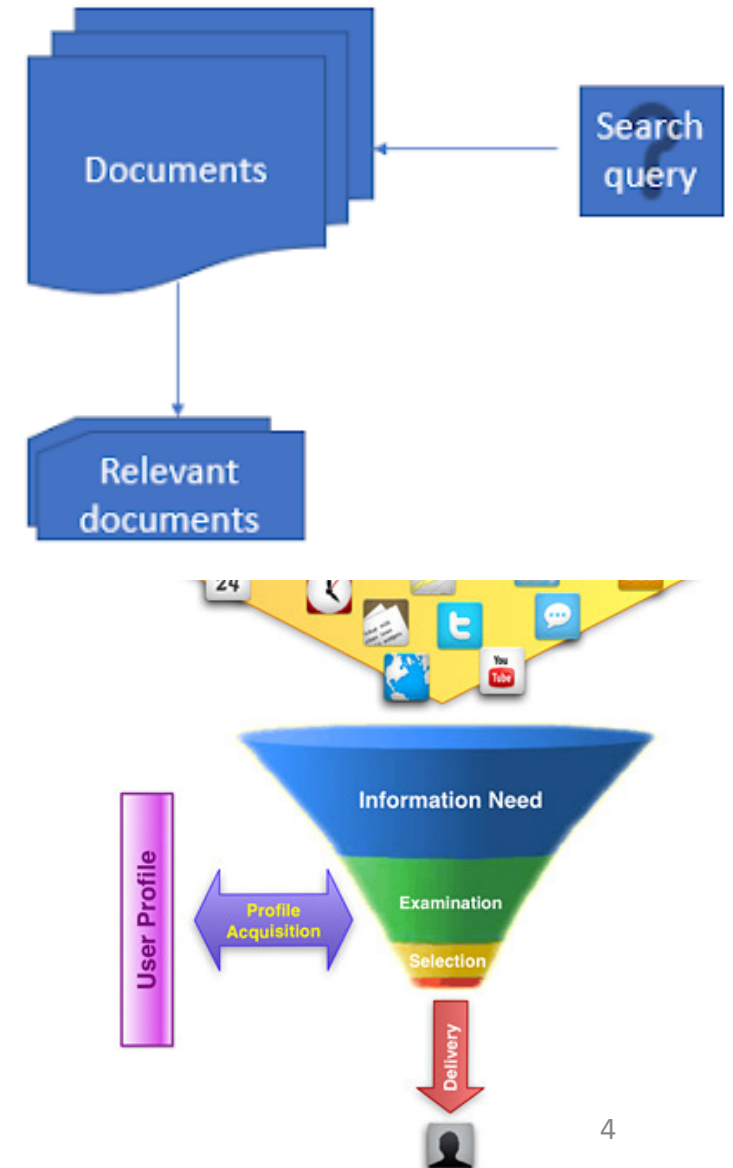 Documents
Search
query
Relevant
documents
24
You
Tube
Information Need
User Profile
Profile
Acquisition
Examination
Selection
Delivery
4